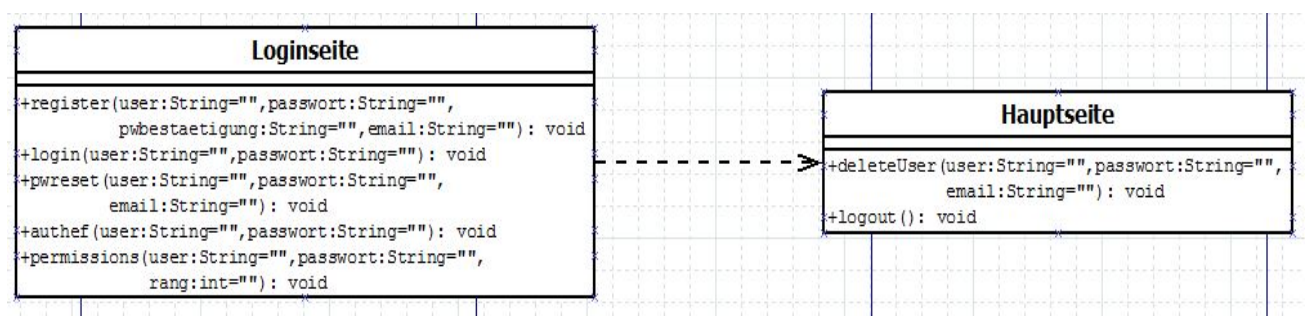 Loginseite
+register(user:String="",passwort:String="",
pwbestaetigung:String="",email:String=""): void
+login(user:String="",passwort:String=""): void
+pwreset(user:String="",passwort:String="",
email:String=""): void
+authef(user:String="",passwort:String=""): void
+permissions(user:String="",passwort:String="",
rang:int=""): void
Hauptseite
+deleteUser(user:String="",passwort:String="",
email:String=""): void
+logout(): void